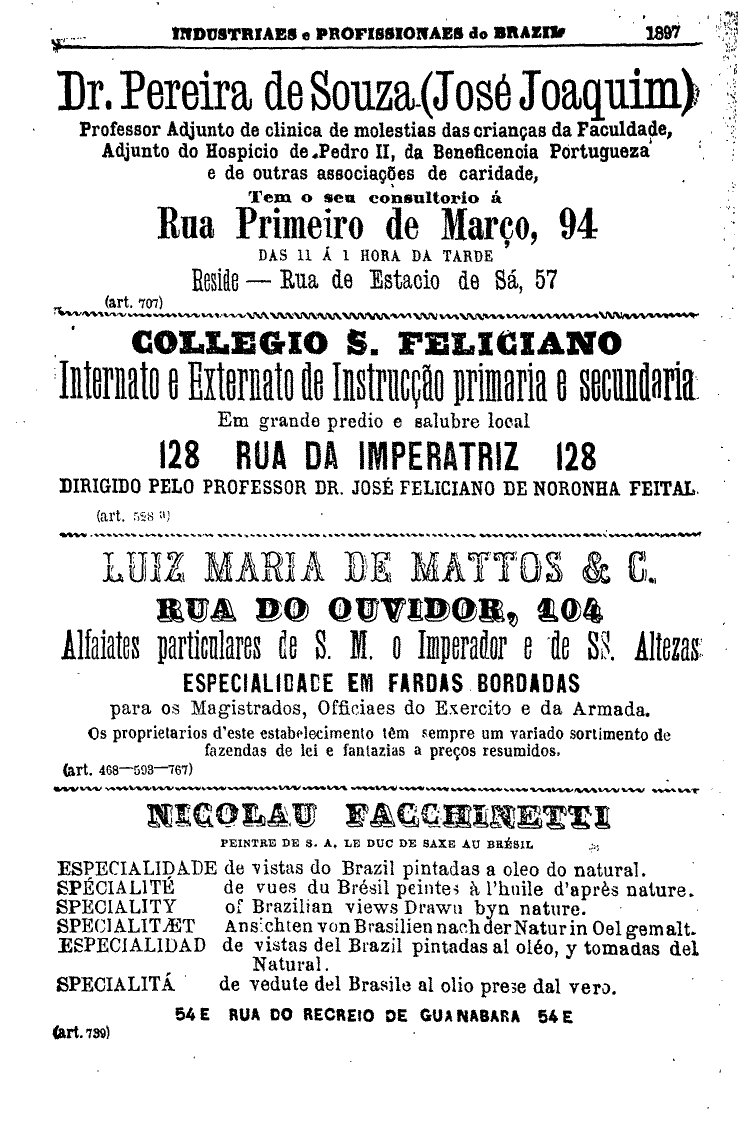 INDUSTRIAES e PROFISSIONAES do BRAZIL 1897
Dr. Pereira de Souza (José Joaquim)
Professor Adjunto de clinica de molestias das crianças da Faculdade,
Adjunto do Hospicio de Pedro II, da Beneficencia Portugueza
e de outras associações de caridade,
Tem o seu consultorio á
Rua Primeiro de Março, 94
DAS 11 Á 1 HORA DA TARDE
Reside — Rua de Estacio de Sá, 57
(art. 707)
COLLEGIO S. FELICIANO
Internato e Externato de Instrucção primaria e secundaria
Em grande predio e salubre local
128 RUA DA IMPERATRIZ 128
DIRIGIDO PELO PROFESSOR DR. JOSÉ FELICIANO DE NORONHA FEITAL.
(art. 528
LUIZ MARIA DE MATTOS & C.
RUA DO OUVIDOR, 104
Alfaiates particulares de S. M. o Imperador e de SS. Altezas
ESPECIALIDADE EM FARDAS BORDADAS
para os Magistrados, Officiaes do Exercito e da Armada.
Os proprietarios d'este estabelecimento têm sempre um variado sortimento de
fazendas de lei e fantazias a preços resumidos.
(art. 468—593—767)
NICOLAU FACCHINETTI
PEINTRE DE S. A. LE DUC DE SAXE AU BRÉSIL
ESPECIALIDADE de vistas do Brazil pintadas a oleo do natural.
SPÉCIALITÉ de vues du Brésil peintes à l'huile d'après nature.
SPECIALITY of Brazilian views Drawn byn nature.
SPECIALITÆT Ansichten von Brasilien nach der Natur in Oel gemalt.
ESPECIALIDAD de vistas del Brazil pintadas al oléo, y tomadas del
Natural.
SPECIALITÁ de vedute del Brasile al olio prese dal vero.
54 E RUA DO RECREIO DE GUANABARA 54 E
(art. 739)